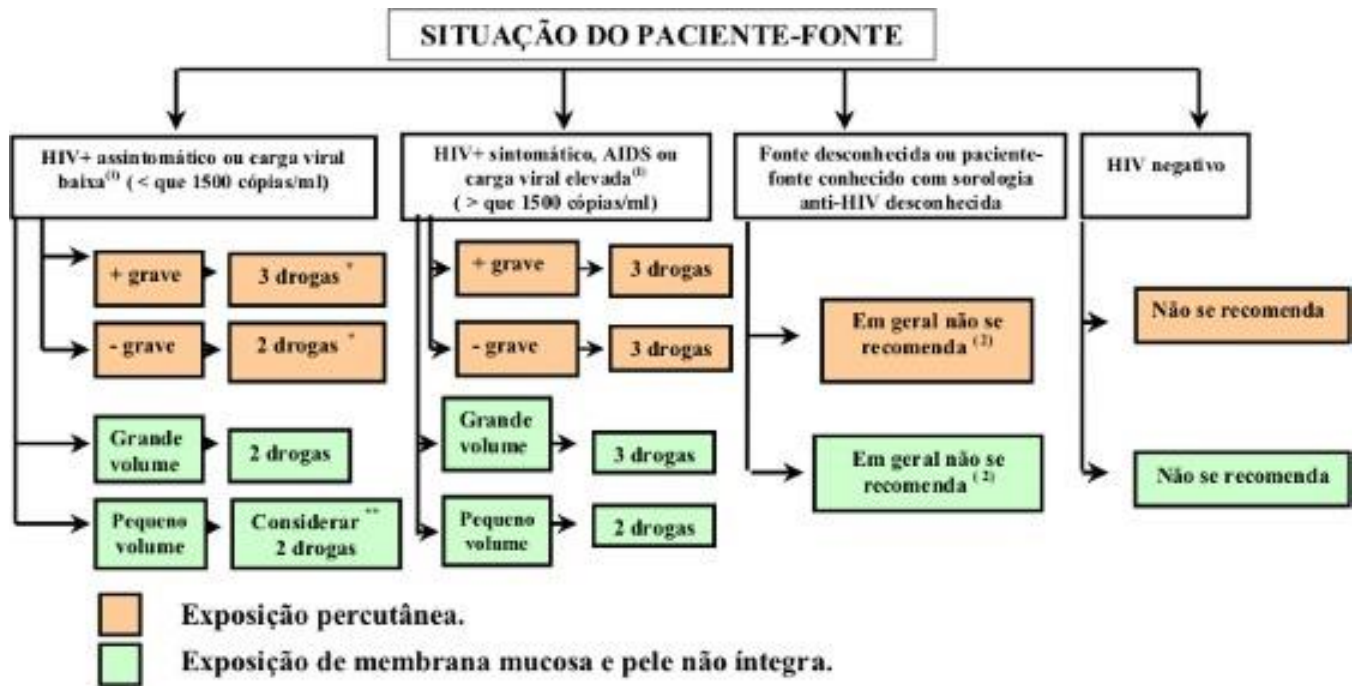 SITUAÇÃO DO PACIENTE-FONTE
HIV+ assintomático ou carga viral
baixa(1) ( < que 1500 cópias/ml)
+ grave
3 drogas *
- grave
2 drogas *
Grande
volume
2 drogas
Pequeno
volume
Considerar **
2 drogas
HIV+ sintomático, AIDS ou
carga viral elevada(1)
( > que 1500 cópias/ml)
+ grave
3 drogas
- grave
3 drogas
Grande
volume
3 drogas
Pequeno
volume
2 drogas
Fonte desconhecida ou paciente-
fonte conhecido com sorologia
anti-HIV desconhecida
Em geral não se
recomenda (2)
Em geral não se
recomenda (2)
HIV negativo
Não se recomenda
Não se recomenda
Exposição percutânea.
Exposição de membrana mucosa e pele não íntegra.